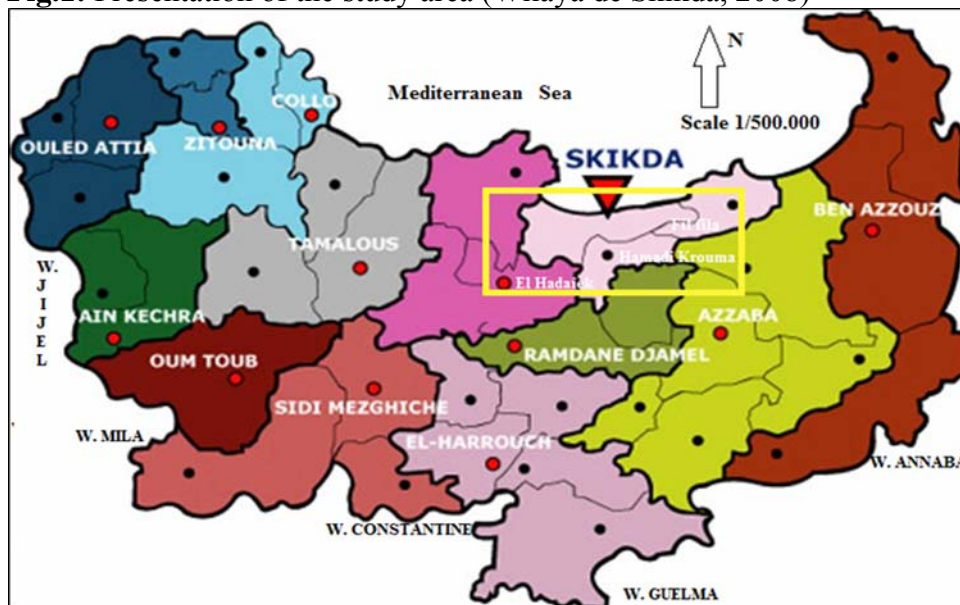 Fig.1. Presentation of the study area (Wilaya de Skikda, 2008)
N
Mediterranean Sea
Scale 1/500.000
COLLO
OULED ATTIA
ZITOUNA
SKIKDA
BEN AZZOUZ
Fil fila
TAMALOUS
Hamadi Krouma
El Hadaiek
W. JIJEL
AIN KECHRA
AZZABA
OUM TOUB
RAMDANE DJAMEL
SIDI MEZGHICHE
W. MILA
EL-HARROUCH
W. ANNABA
W. CONSTANTINE
W. GUELMA